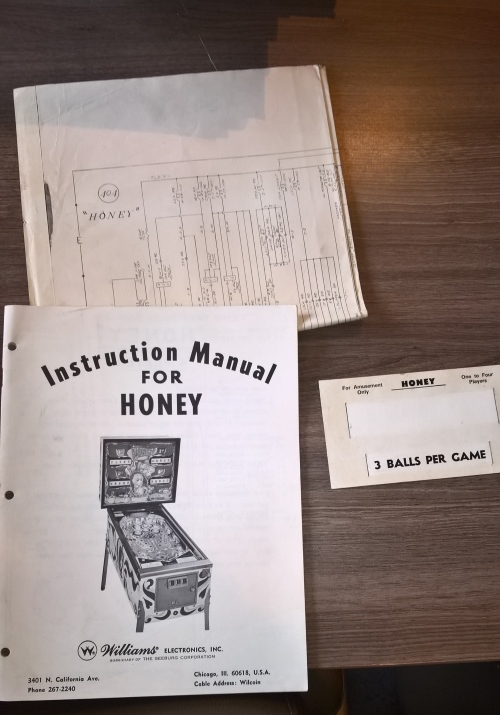 404
"HONEY"
Instruction Manual
FOR
HONEY
Williams ELECTRONICS, INC.
SUBSIDIARY OF THE SEEBURG CORPORATION
3401 N. California Ave.
Phone 267-2240
Chicago, Ill. 60618, U.S.A.
Cable Address: Wilcoin
For Amusement
Only
HONEY
One to Four
Players
3 BALLS PER GAME